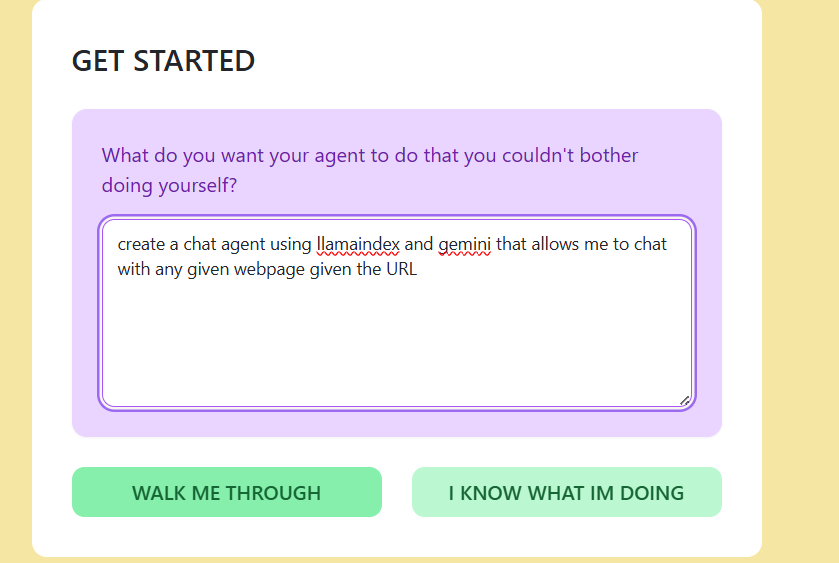 GET STARTED
What do you want your agent to do that you couldn't bother
doing yourself?
create a chat agent using llamaindex and gemini that allows me to chat
with any given webpage given the URL
WALK ME THROUGH
I KNOW WHAT IM DOING